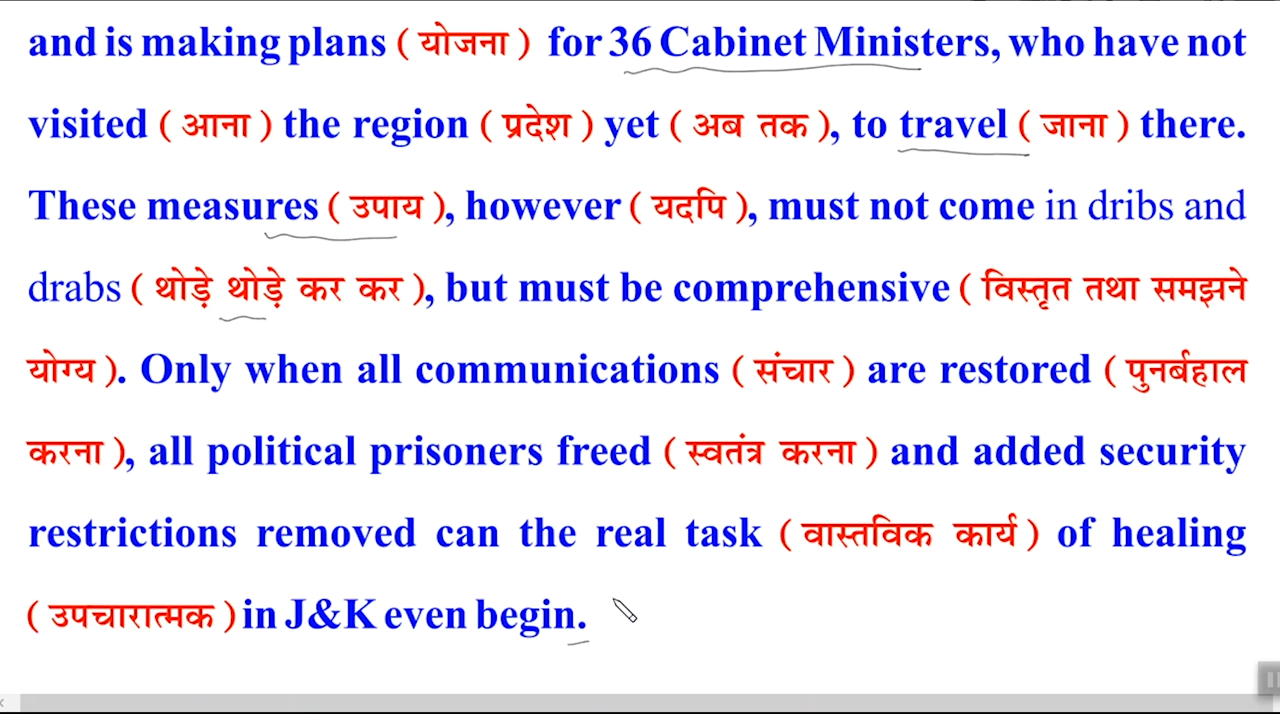 and is making plans ( योजना ) for 36 Cabinet Ministers, who have not
visited ( आना ) the region ( प्रदेश ) yet ( अब तक ), to travel ( जाना ) there.
These measures ( उपाय ), however ( यदपि ), must not come in dribs and
drabs ( थोड़े थोड़े कर कर ), but must be comprehensive ( विस्तृत तथा समझने
योग्य ). Only when all communications ( संचार ) are restored ( पुनर्बहाल
करना ), all political prisoners freed ( स्वतंत्र करना ) and added security
restrictions removed can the real task ( वास्तविक कार्य ) of healing
( उपचारात्मक ) in J&K even begin.